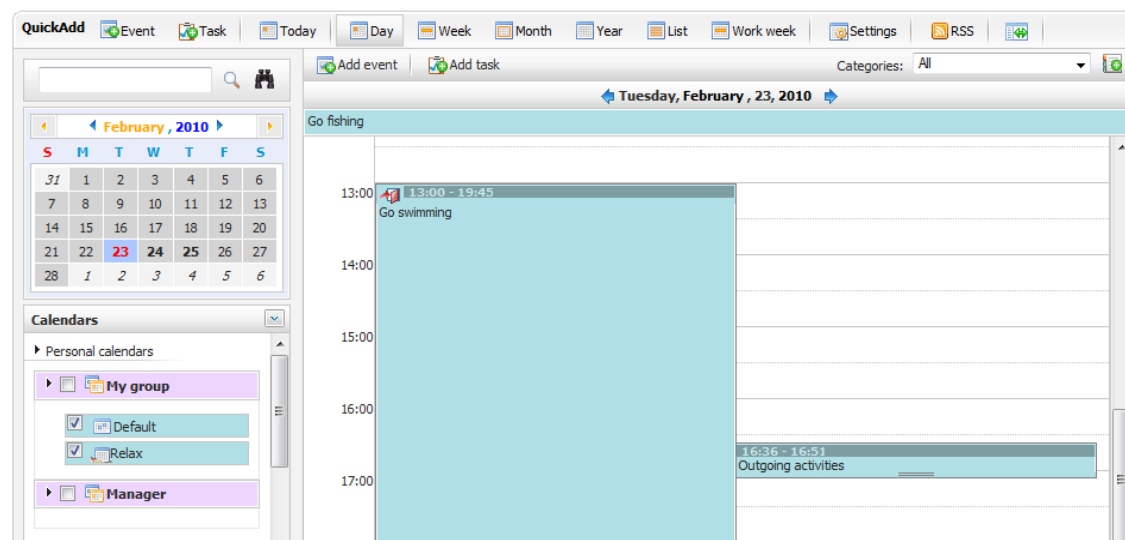 QuickAdd Event Task Today Day Week Month Year List Work week Settings RSS
Add event Add task Categories: All
Tuesday, February , 23, 2010
Go fishing
February , 2010
S M T W T F S
31 1 2 3 4 5 6
7 8 9 10 11 12 13
14 15 16 17 18 19 20
21 22 23 24 25 26 27
28 1 2 3 4 5 6
Calendars
Personal calendars
My group
Default
Relax
Manager
13:00 13:00 - 19:45
Go swimming
14:00
15:00
16:00
16:36 - 16:51
Outgoing activities
17:00